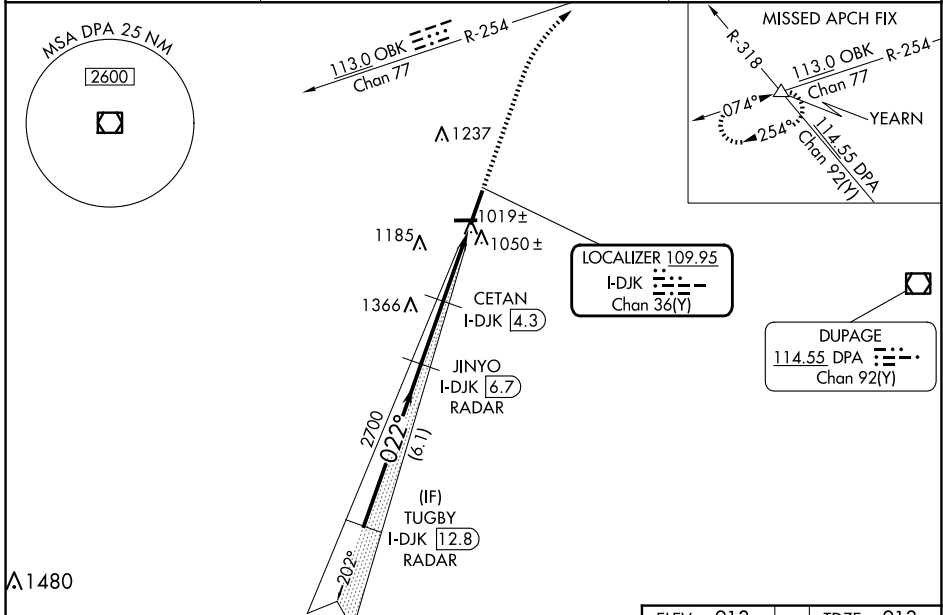 MSA DPA 25 NM
2600
113.0 OBK R-254
Chan 77
MISSED APCH FIX
R-318
113.0 OBK R-254
Chan 77
074°
254°
YEARN
114.55 DPA
Chan 92(Y)
1237
1019±
1185
1050 ±
LOCALIZER 109.95
I-DJK
Chan 36(Y)
1366
CETAN
I-DJK 4.3
DUPAGE
114.55 DPA
Chan 92(Y)
JINYO
I-DJK 6.7
RADAR
2700
022°
(6.1)
(IF)
TUGBY
I-DJK 12.8
RADAR
202°
1480